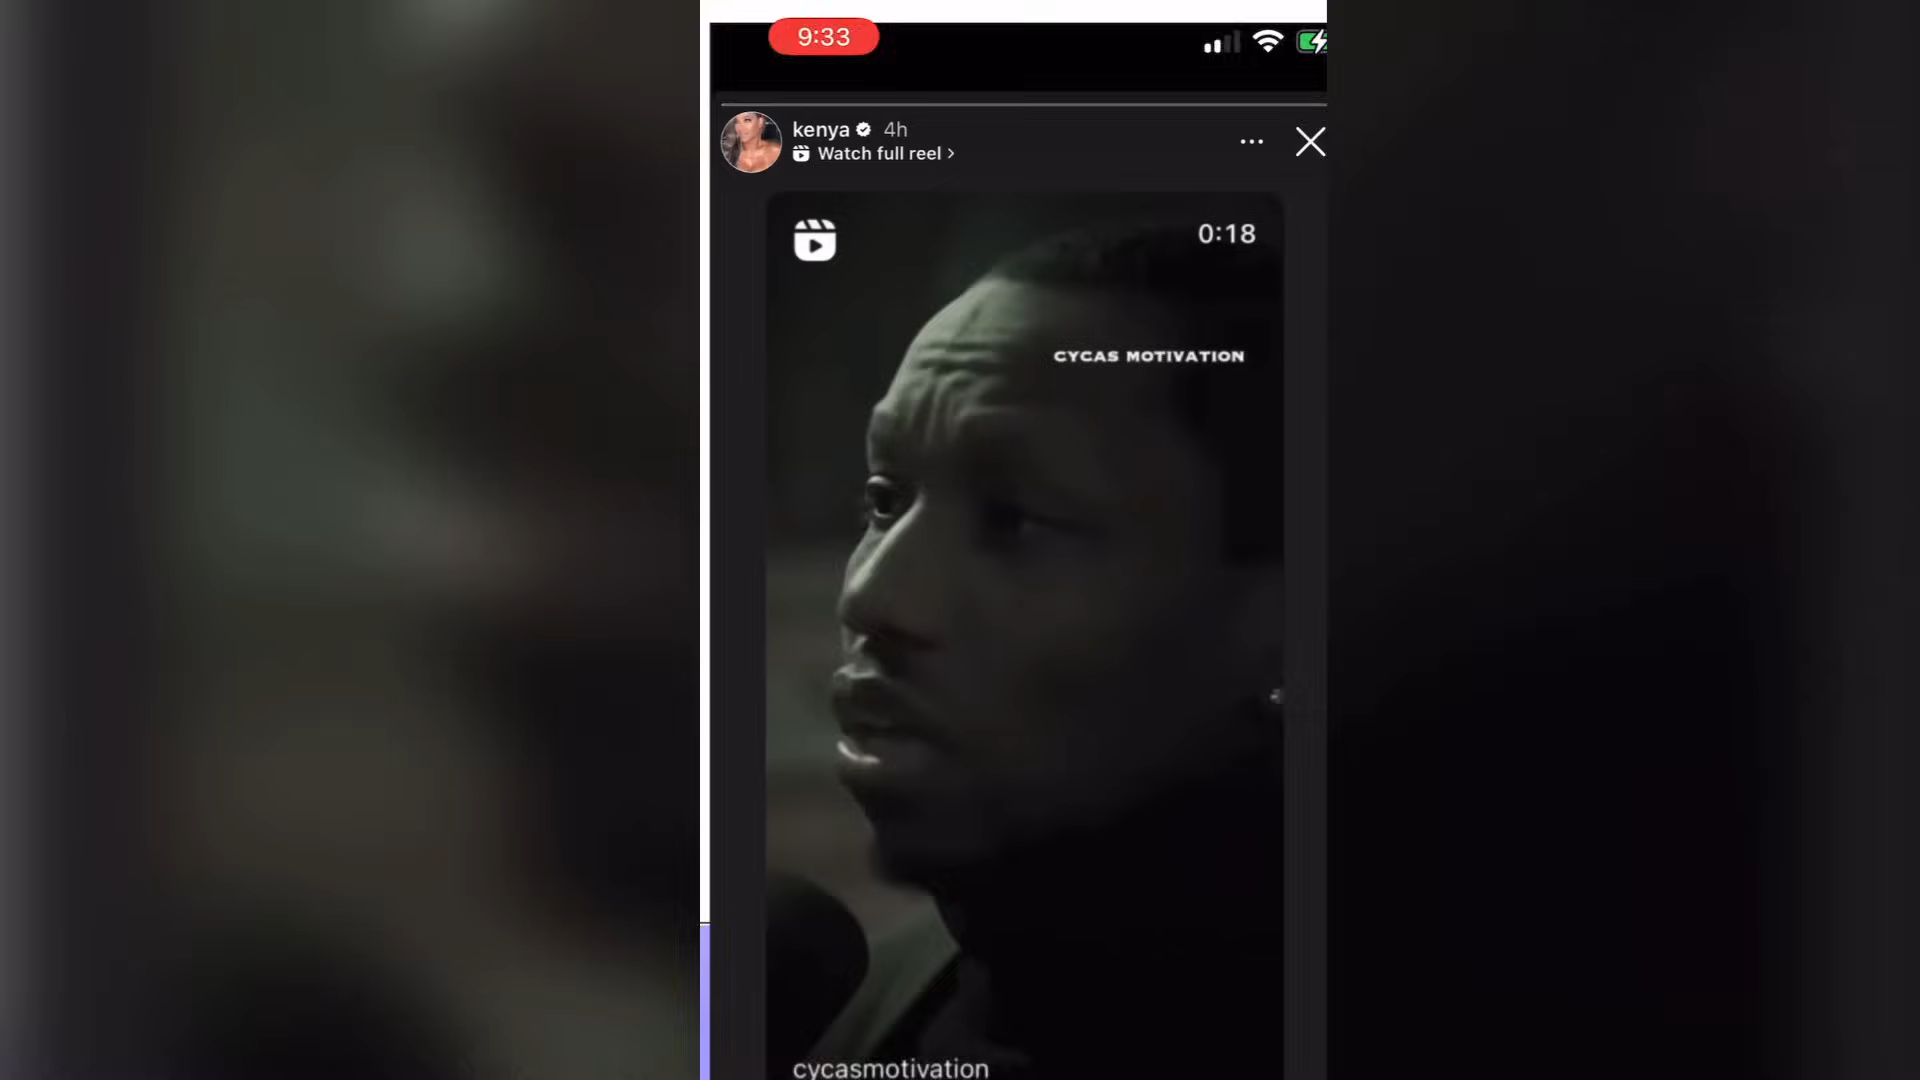 9:33
kenya 4h
Watch full reel >
0:18
CYCAS MOTIVATION
cycasmotivation